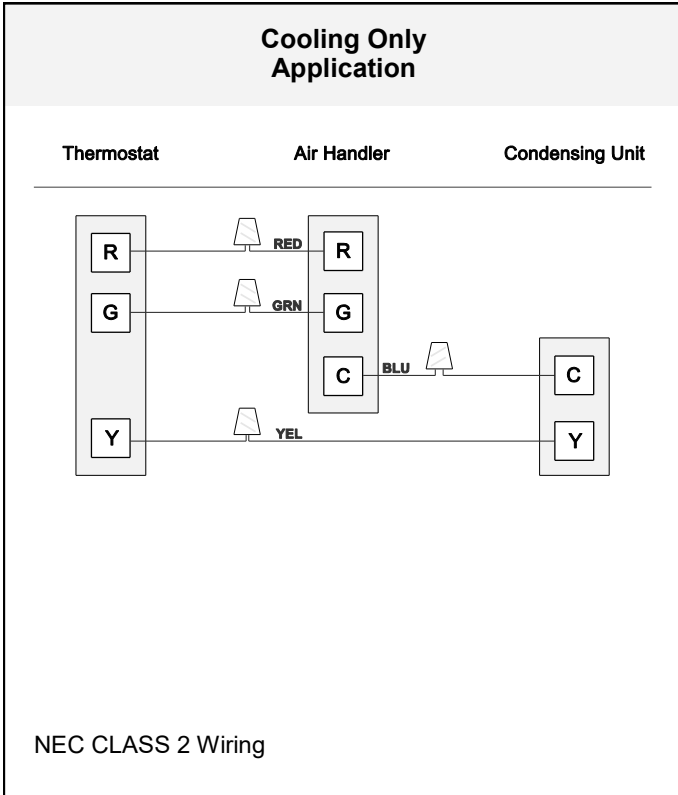 Cooling Only
Application
Thermostat Air Handler Condensing Unit
R RED R
G GRN G
C BLU C
Y YEL Y
NEC CLASS 2 Wiring